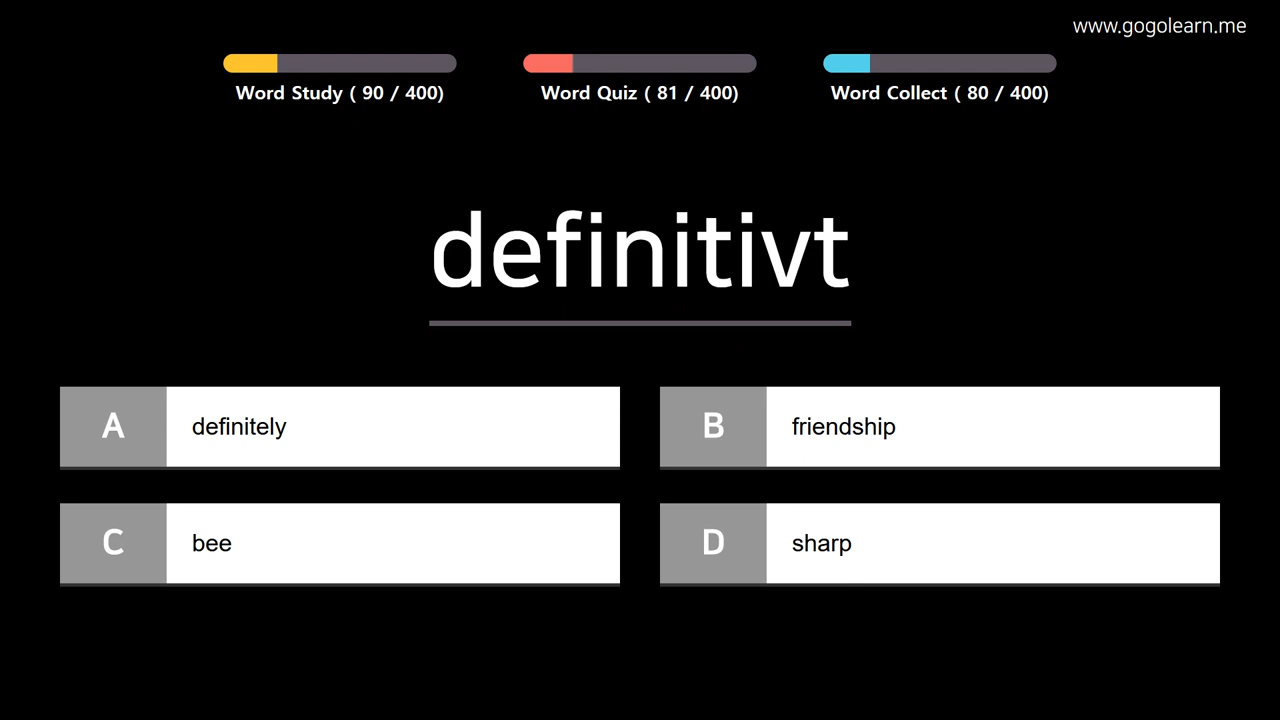 www.gogolearn.me
Word Study ( 90 / 400)
Word Quiz ( 81 / 400)
Word Collect ( 80 / 400)
definitivt
A definitely
B friendship
C bee
D sharp